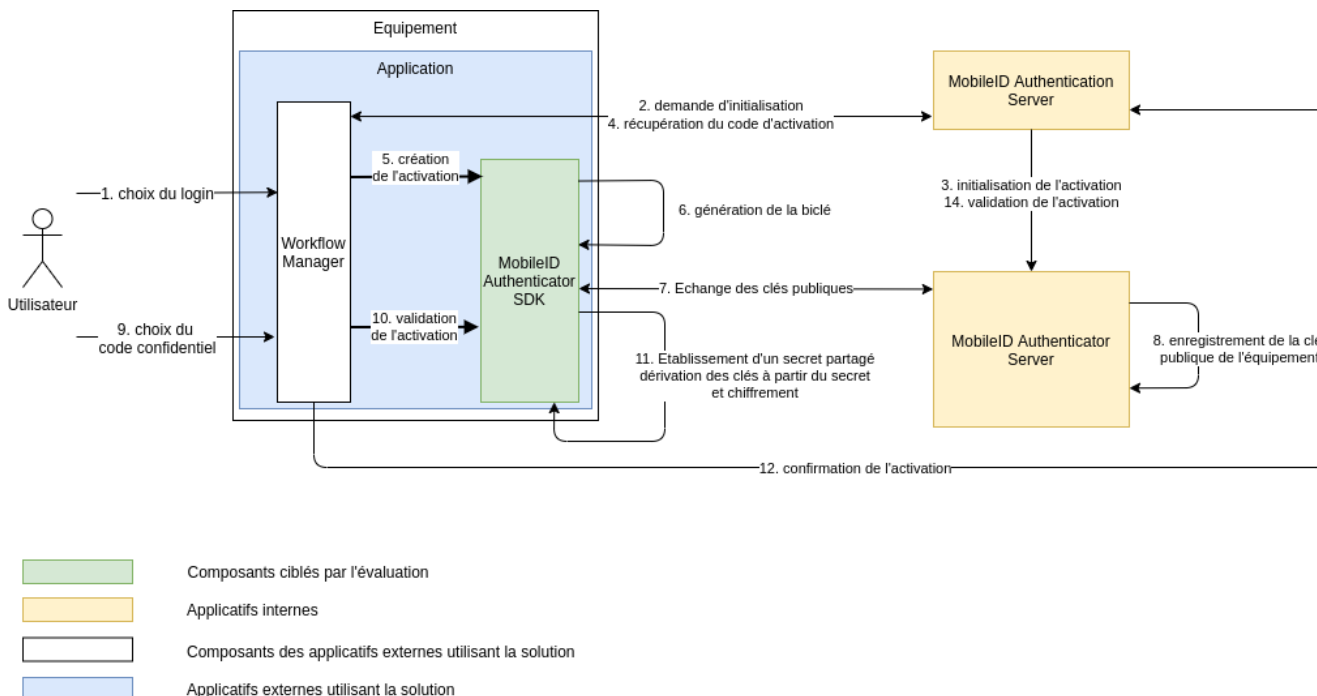 Equipement
Application
MobileID Authentication
Server
2. demande d'initialisation
4. récupération du code d'activation
5. création
de l'activation
1. choix du login
3. initialisation de l'activation
14. validation de l'activation
6. génération de la biclé
Workflow
Manager
MobileID
Authenticator
SDK
Utilisateur
7. Echange des clés publiques
10. validation
de l'activation
9. choix du
code confidentiel
MobileID Authenticator
Server
8. enregistrement de la clé
publique de l'équipement
11. Etablissement d'un secret partagé
dérivation des clés à partir du secret
et chiffrement
12. confirmation de l'activation
Composants ciblés par l'évaluation
Applicatifs internes
Composants des applicatifs externes utilisant la solution
Applicatifs externes utilisant la solution